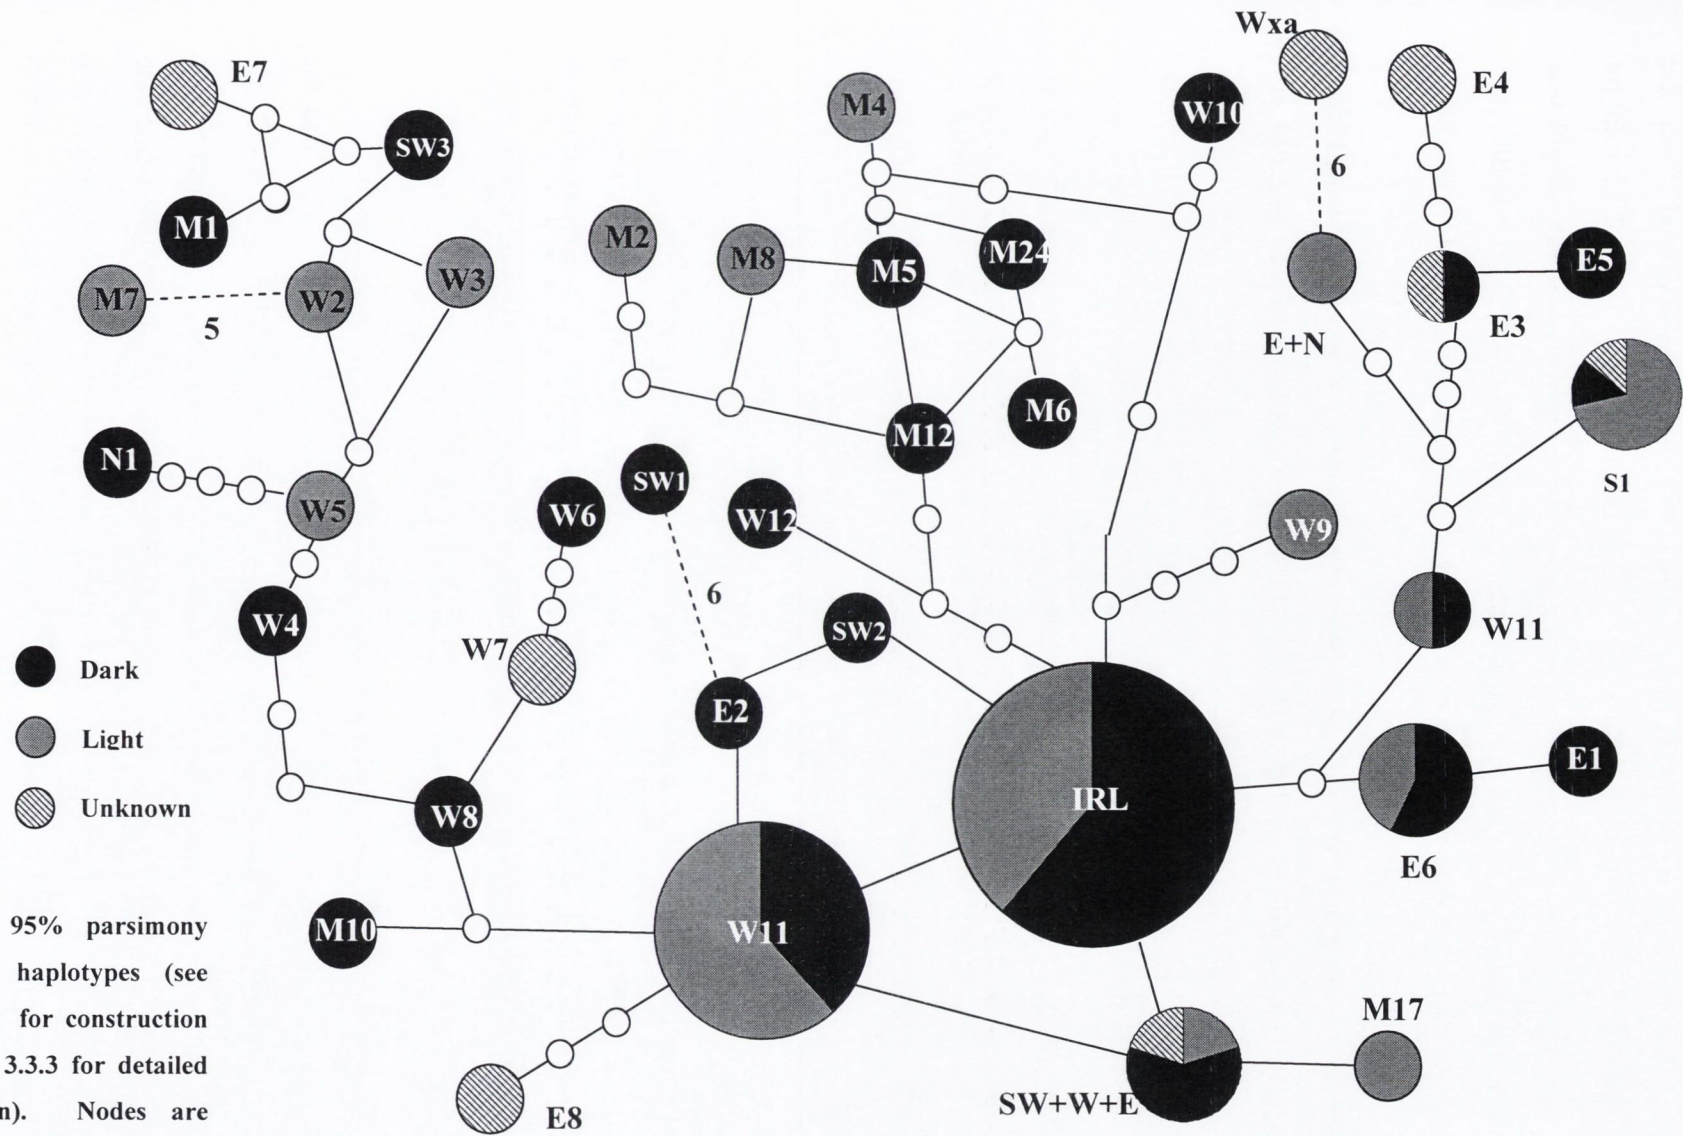 Wxa
E7
E4
M4
W10
SW3
6
M1
M2
M8
M24
M5
E5
W3
M7
W2
5
E3
E+N
M6
M12
N1
S1
SW1
W5
W6
W12
W9
6
W4
SW2
W11
W7
Dark
E2
Light
E1
IRL
Unknown
W8
E6
95% parsimony
M10
W11
haplotypes (see
for construction
M17
3.3.3 for detailed
SW+W+E
n). Nodes are
E8